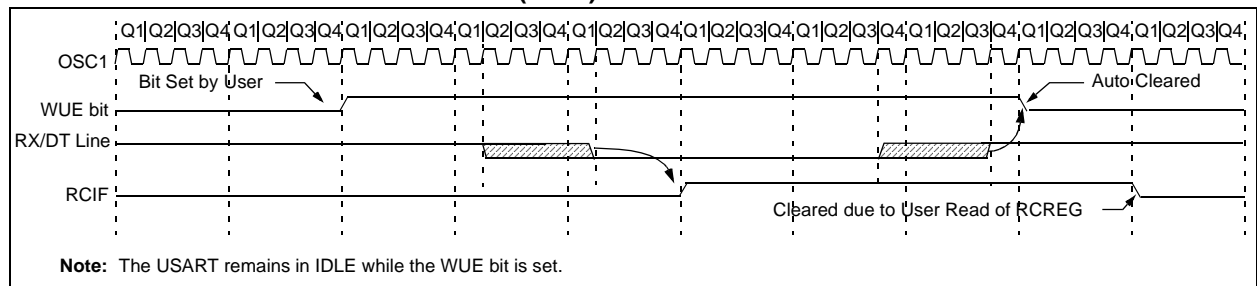 Q1 Q2 Q3 Q4 Q1 Q2 Q3 Q4 Q1 Q2 Q3 Q4 Q1 Q2 Q3 Q4 Q1 Q2 Q3 Q4 Q1 Q2 Q3 Q4 Q1 Q2 Q3 Q4 Q1 Q2 Q3 Q4 Q1 Q2 Q3 Q4 Q1 Q2 Q3 Q4
OSC1
Bit Set by User
Auto Cleared
WUE bit
RX/DT Line
RCIF
Cleared due to User Read of RCREG
Note: The USART remains in IDLE while the WUE bit is set.